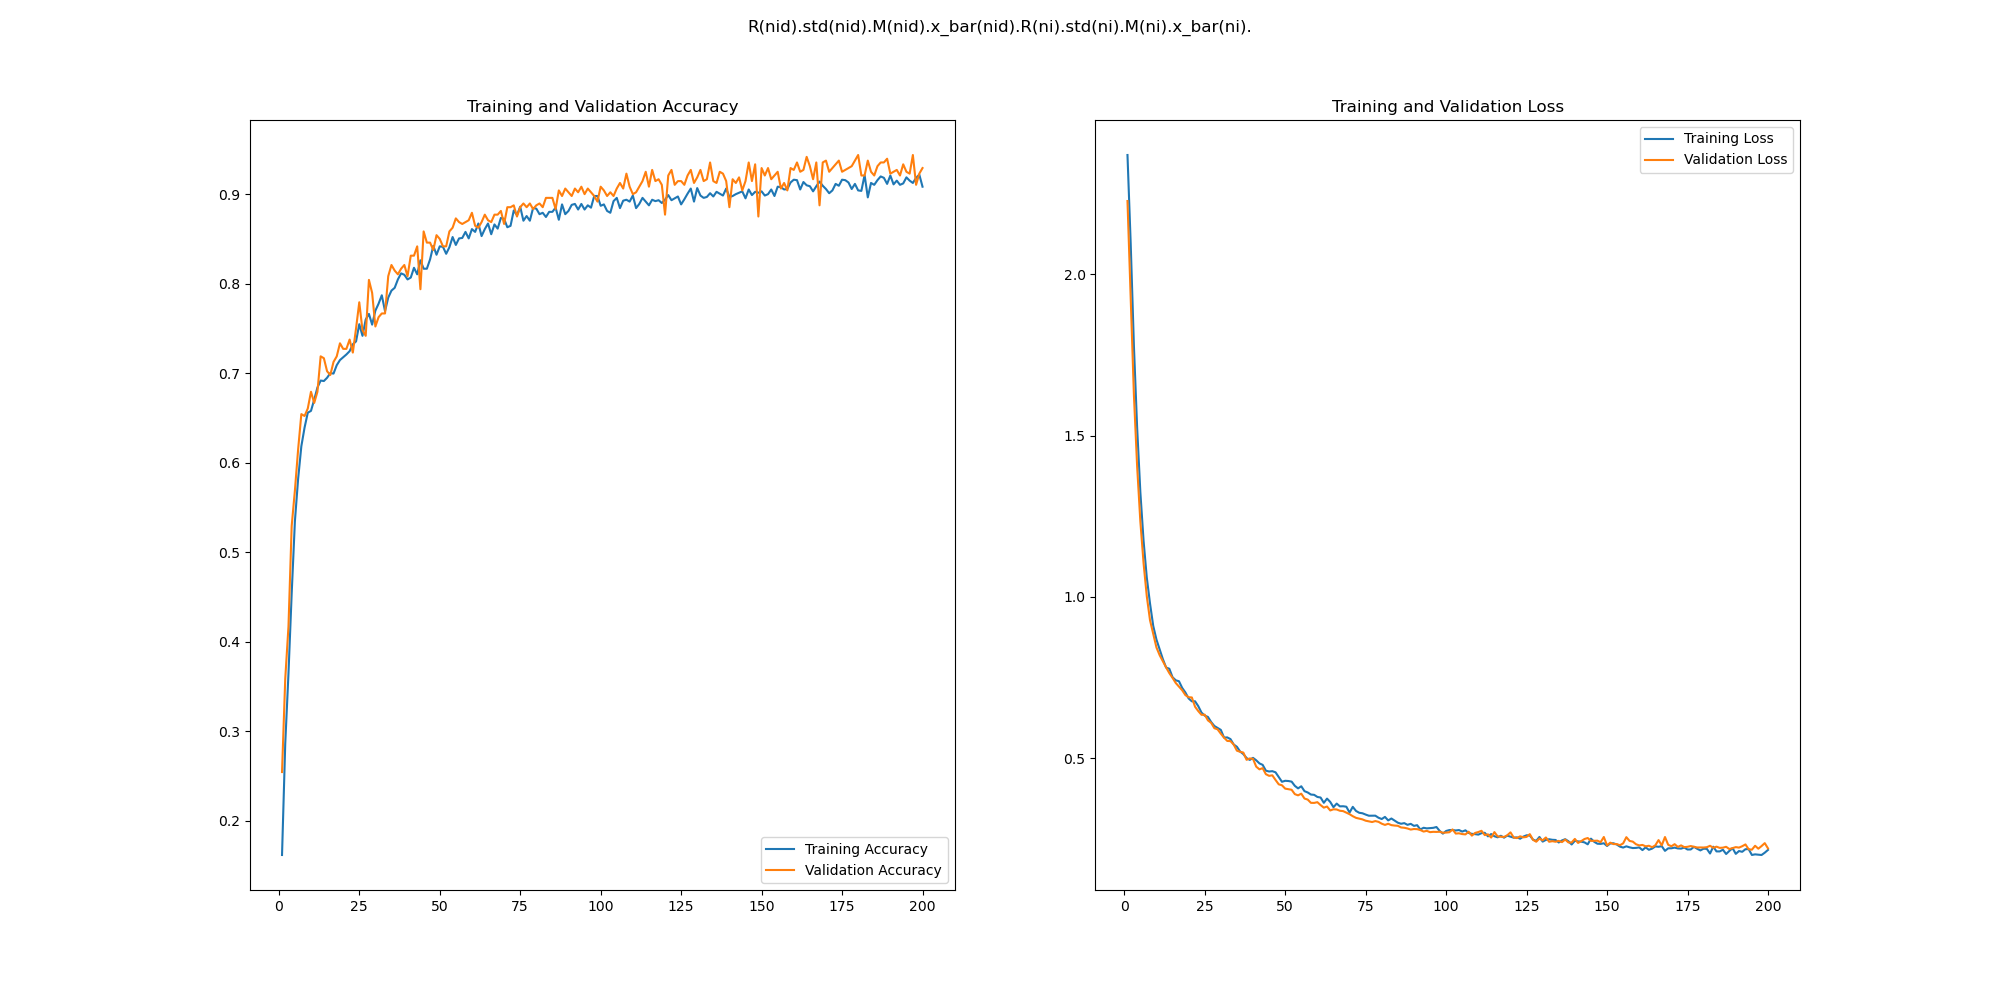 R(nid).std(nid).M(nid).x_bar(nid).R(ni).std(ni).M(ni).x_bar(ni).
Training and Validation Accuracy
0.9
0.8
0.7
0.6
0.5
0.4
0.3
0.2
Training Accuracy
Validation Accuracy
0 25 50 75 100 125 150 175 200
Training and Validation Loss
Training Loss
Validation Loss
2.0
1.5
1.0
0.5
0 25 50 75 100 125 150 175 200